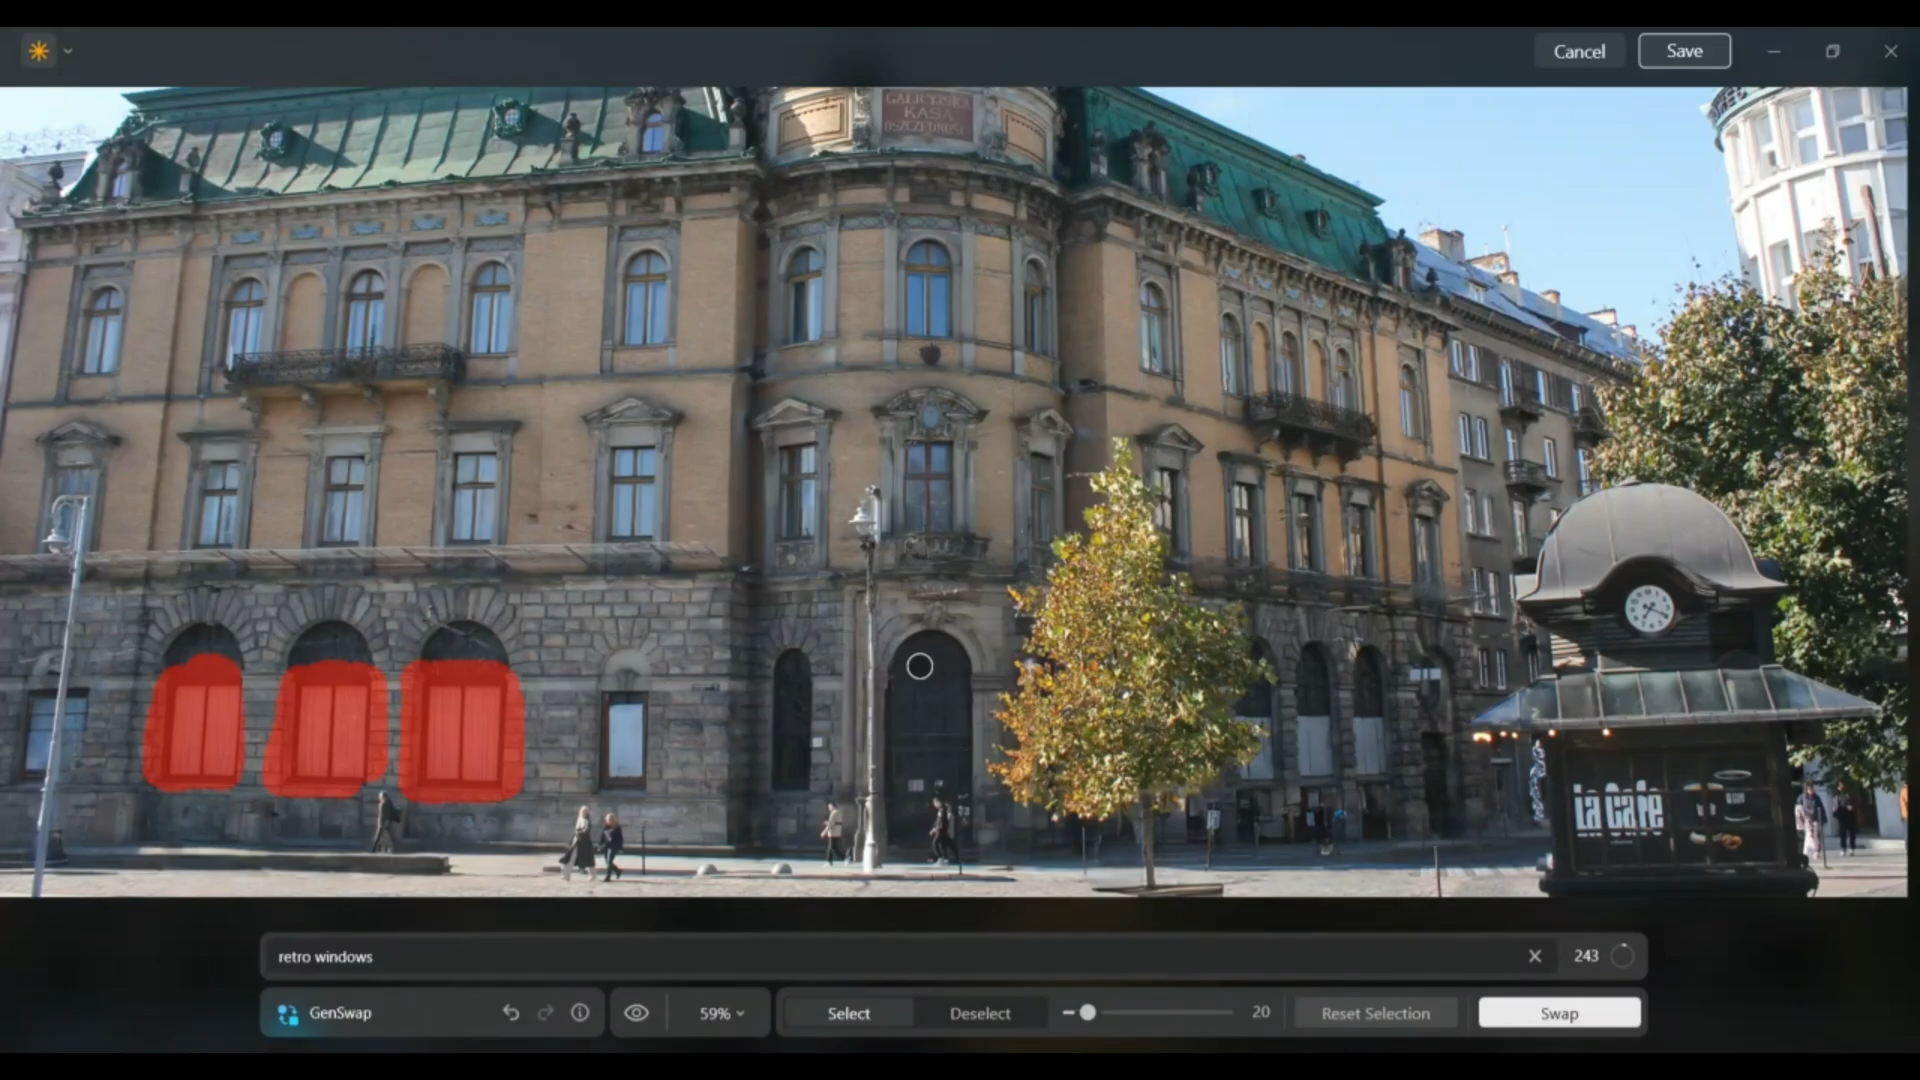 Cancel
Save
GALICYJSKA
KASA
OSZCZĘDNOŚCI
La Cafe
retro windows
243
GenSwap
59%
Select
Deselect
20
Reset Selection
Swap